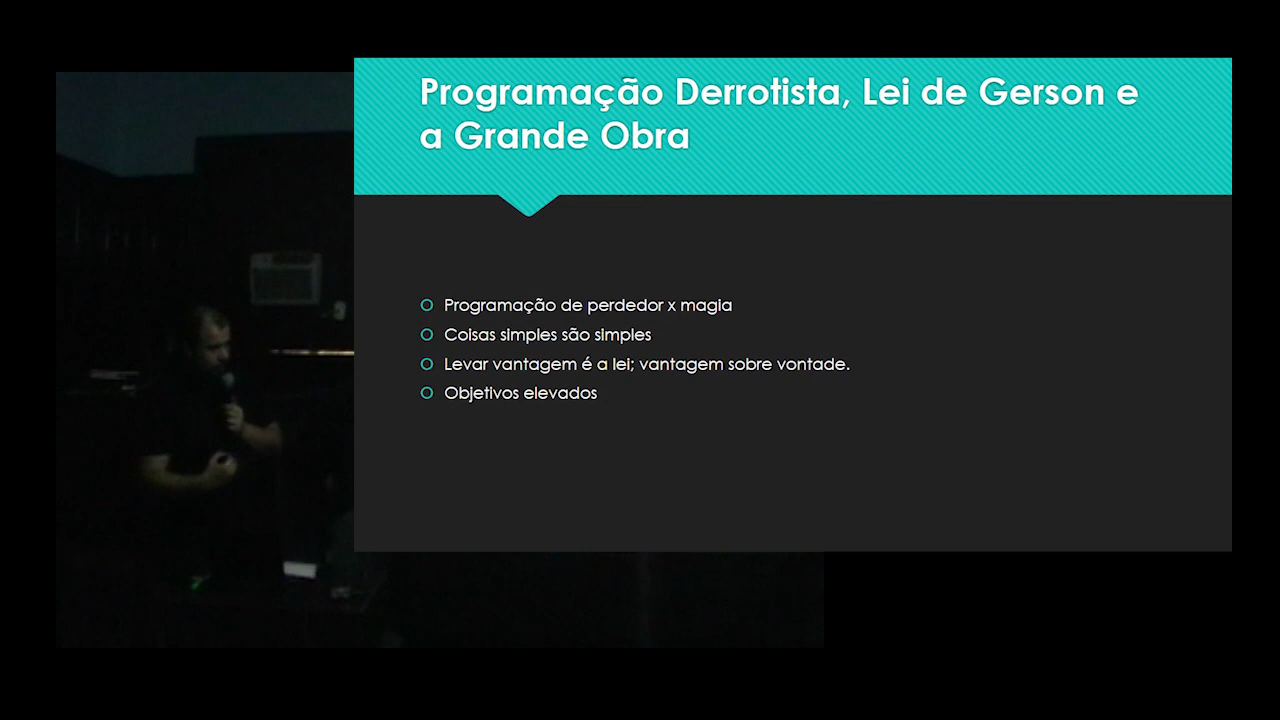 Programação Derrotista, Lei de Gerson e
a Grande Obra
Programação de perdedor x magia
Coisas simples são simples
Levar vantagem é a lei; vantagem sobre vontade.
Objetivos elevados